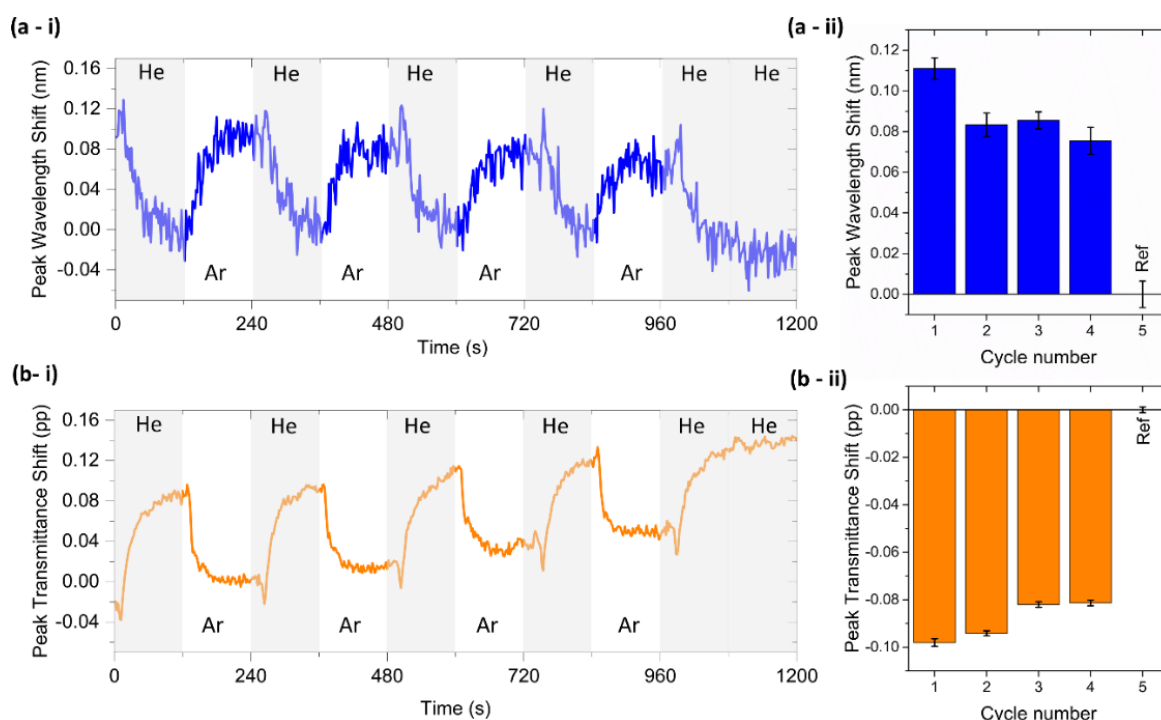 (a - i)
0.16
0.12
0.08
0.04
0.00
-0.04
Peak Wavelength Shift (nm)
He He He He He He
Ar Ar Ar Ar
0 240 480 720 960 1200
Time (s)
(a - ii)
0.12
0.10
0.08
0.06
0.04
0.02
0.00
Peak Wavelength Shift (nm)
Ref
1 2 3 4 5
Cycle number
(b- i)
0.16
0.12
0.08
0.04
0.00
-0.04
Peak Transmittance Shift (pp)
He He He He He He
Ar Ar Ar Ar
0 240 480 720 960 1200
Time (s)
(b - ii)
0.00
-0.02
-0.04
-0.06
-0.08
-0.10
Peak Transmittance Shift (pp)
Ref
1 2 3 4 5
Cycle number